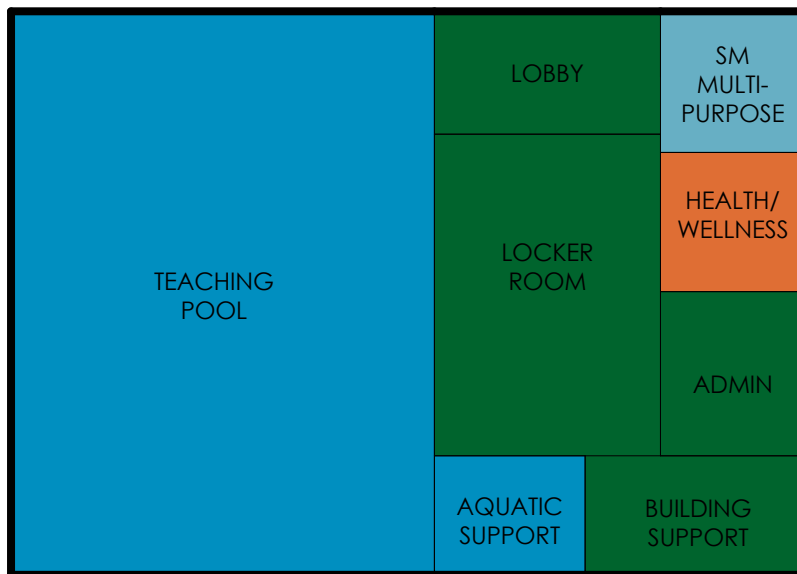 TEACHING
POOL
LOBBY
LOCKER
ROOM
SM
MULTI-
PURPOSE
HEALTH/
WELLNESS
ADMIN
AQUATIC
SUPPORT
BUILDING
SUPPORT